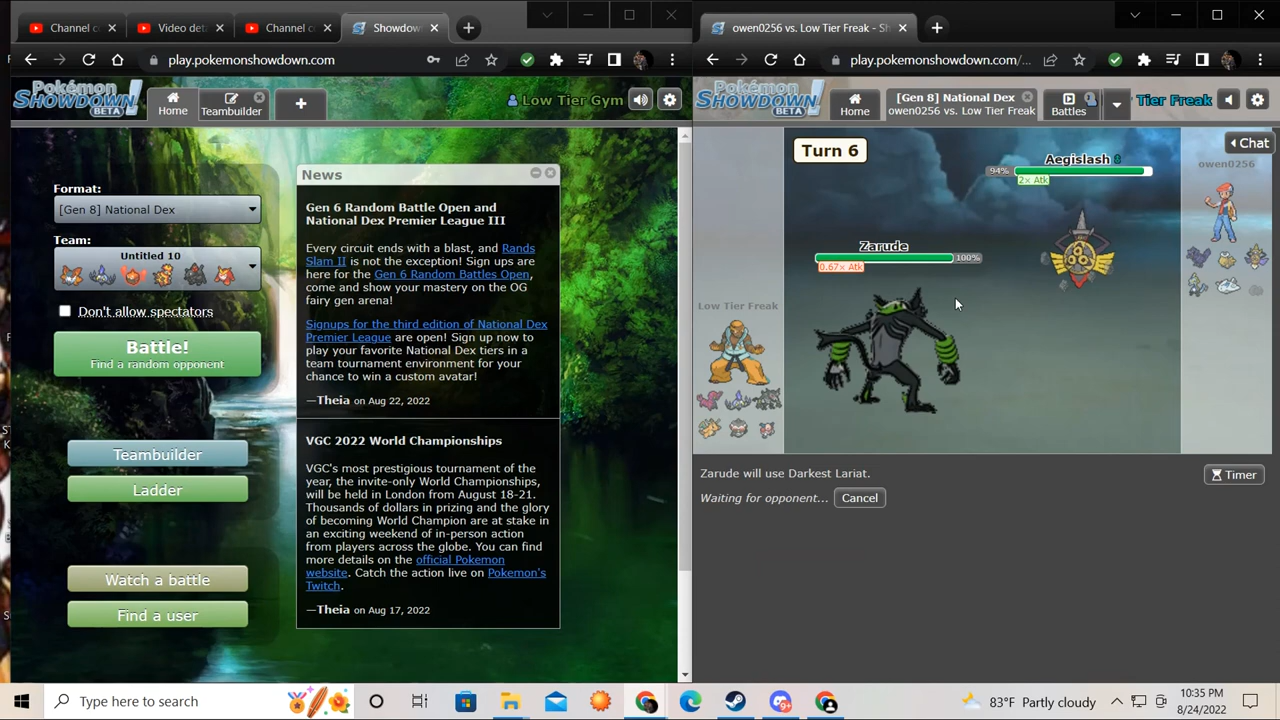 Channel c
Video deta
Channel c
Showdow
owen0256 vs. Low Tier Freak - S
play.pokemonshowdown.com
play.pokemonshowdown.com/...
Pokémon
SHOWDOWN!
BETA
Home
Teambuilder
Low Tier Gym
Pokémon
SHOWDOWN!
BETA
Home
[Gen 8] National Dex
owen0256 vs. Low Tier Freak
Battles
Tier Freak
Format:
[Gen 8] National Dex
Team:
Untitled 10
Don't allow spectators
Battle!
Find a random opponent
Teambuilder
Ladder
Watch a battle
Find a user
News
Gen 6 Random Battle Open and
National Dex Premier League III
Every circuit ends with a blast, and Rands
Slam II is not the exception! Sign ups are
here for the Gen 6 Random Battles Open,
come and show your mastery on the OG
fairy gen arena!
Signups for the third edition of National Dex
Premier League are open! Sign up now to
play your favorite National Dex tiers in a
team tournament environment for your
chance to win a custom avatar!
—Theia on Aug 22, 2022
VGC 2022 World Championships
VGC's most prestigious tournament of the
year, the invite-only World Championships,
will be held in London from August 18-21.
Thousands of dollars in prizing and the glory
of becoming World Champion are at stake in
an exciting weekend of in-person action
from players across the globe. You can find
more details on the official Pokemon
website. Catch the action live on Pokemon's
Twitch.
—Theia on Aug 17, 2022
Turn 6
Chat
Aegislash
94%
2× Atk
owen0256
Zarude
100%
0.67× Atk
Low Tier Freak
Zarude will use Darkest Lariat.
Timer
Waiting for opponent...
Cancel
Type here to search
83°F Partly cloudy
10:35 PM
8/24/2022